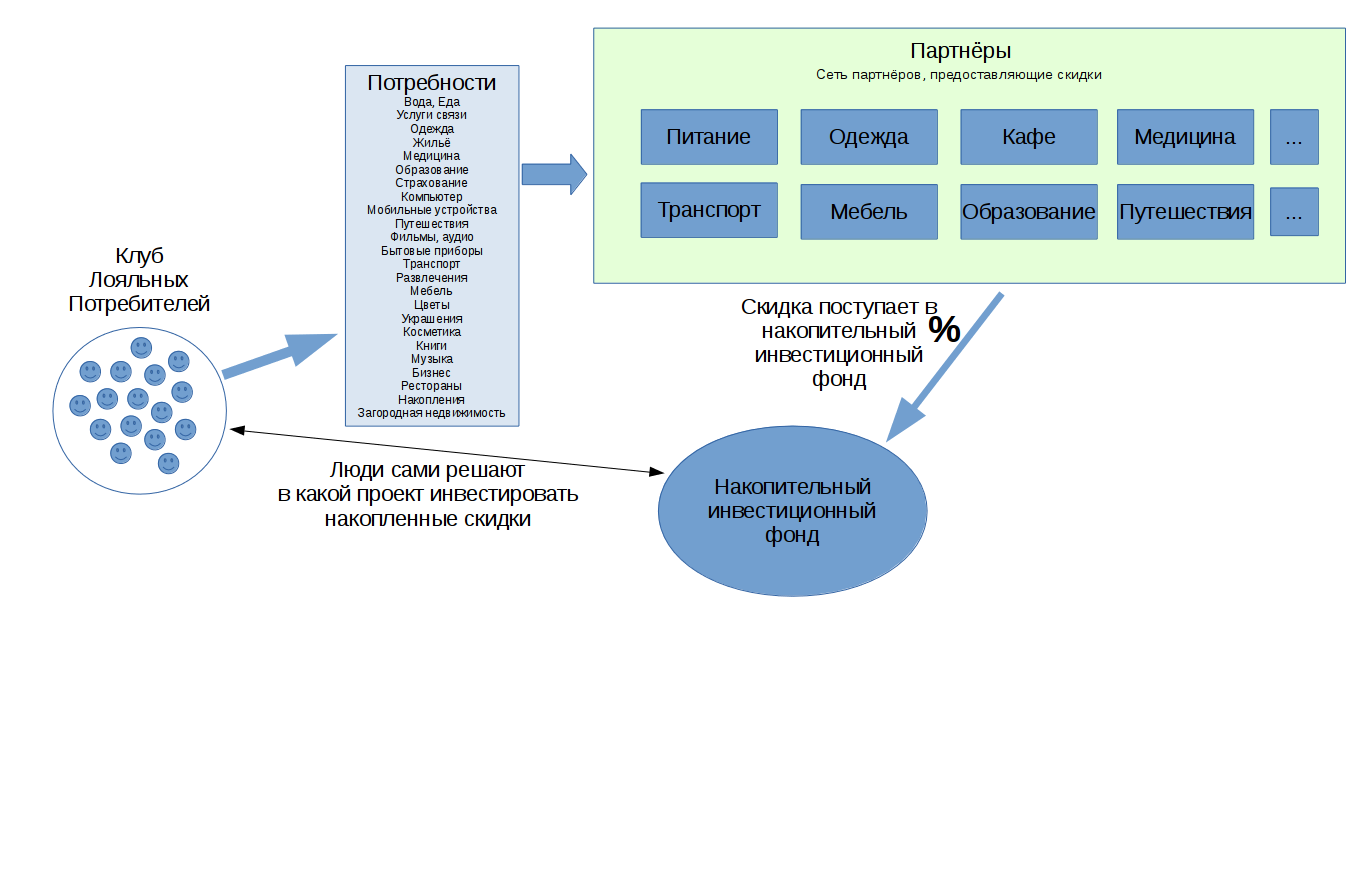 Клуб
Лояльных
Потребителей
Потребности
Вода, Еда
Услуги связи
Одежда
Жильё
Медицина
Образование
Страхование
Компьютер
Мобильные устройства
Путешествия
Фильмы, аудио
Бытовые приборы
Транспорт
Развлечения
Мебель
Цветы
Украшения
Косметика
Книги
Музыка
Бизнес
Рестораны
Накопления
Загородная недвижимость
Партнёры
Сеть партнёров, предоставляющие скидки
Питание
Одежда
Кафе
Медицина
...
Транспорт
Мебель
Образование
Путешествия
...
Скидка поступает в
накопительный
инвестиционный
фонд
%
Накопительный
инвестиционный
фонд
Люди сами решают
в какой проект инвестировать
накопленные скидки